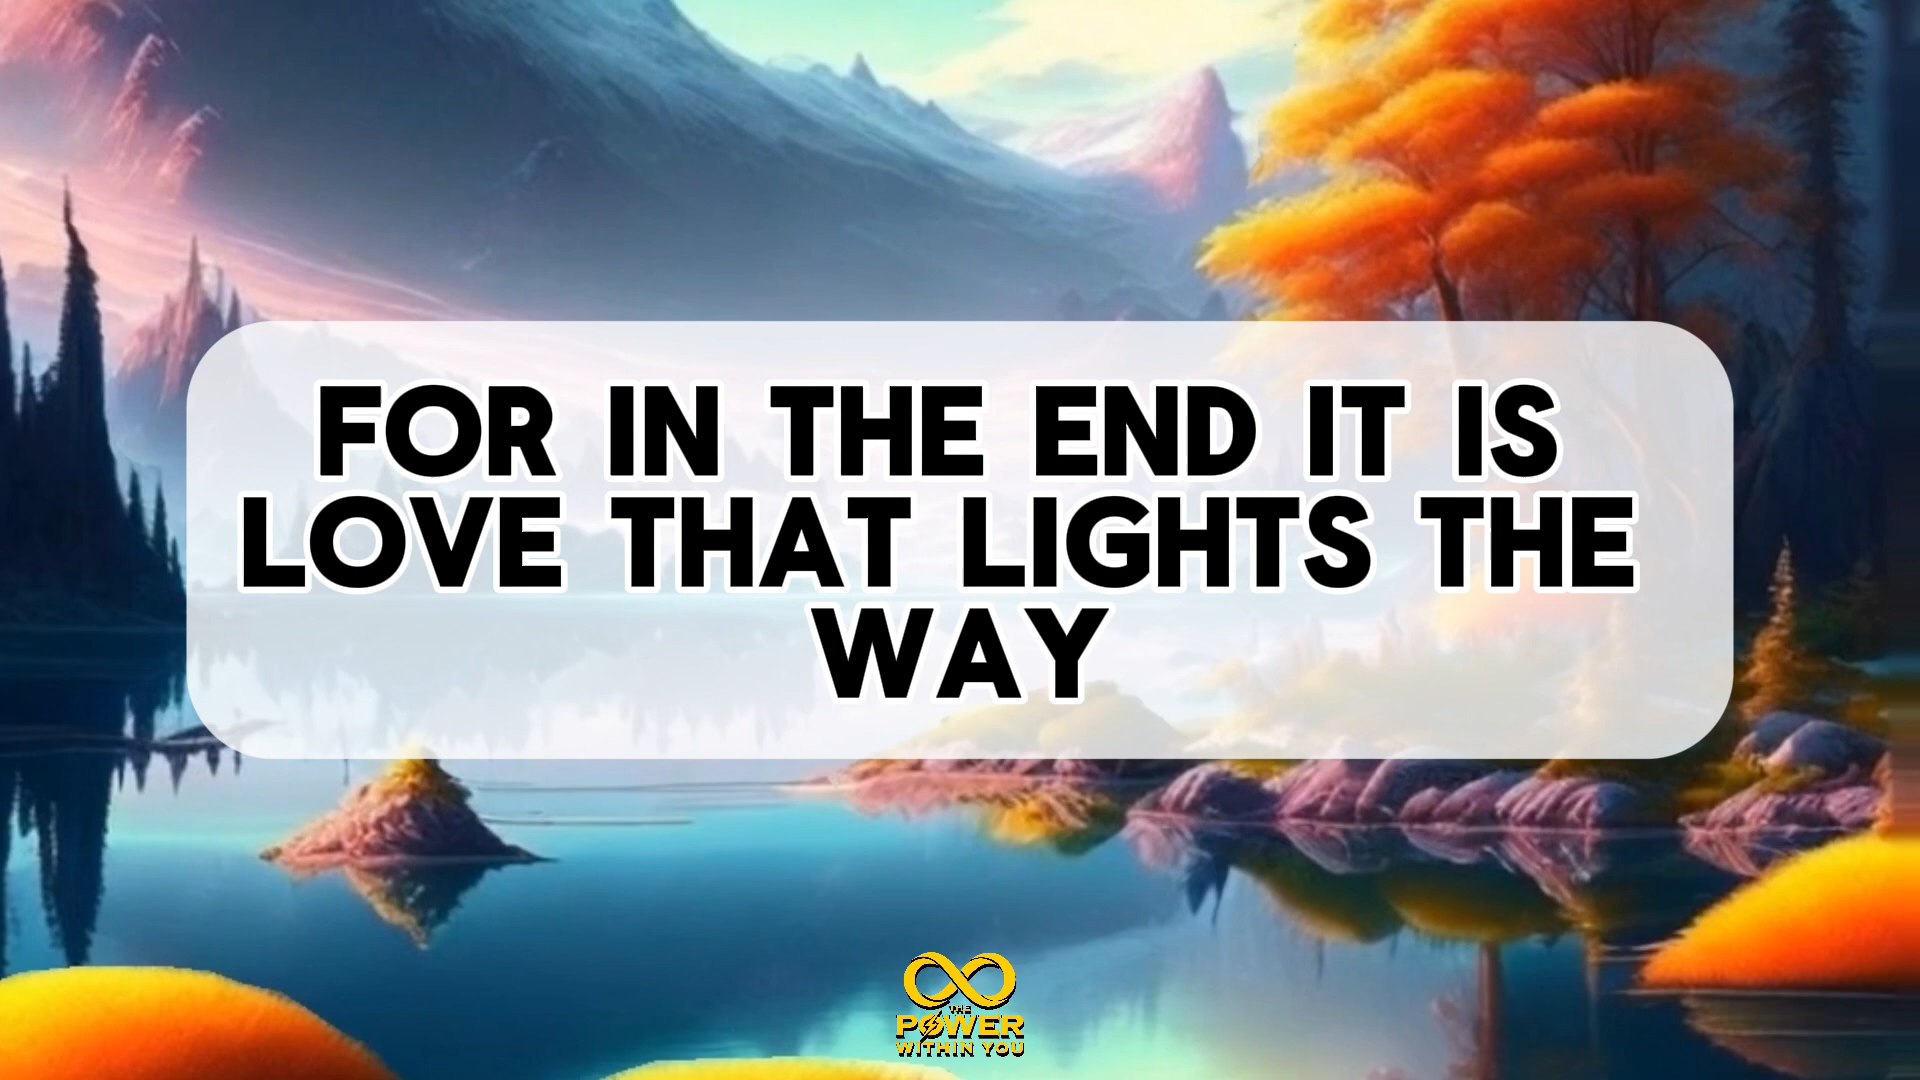 FOR IN THE END IT IS
LOVE THAT LIGHTS THE
WAY
THE
POWER
WITHIN YOU